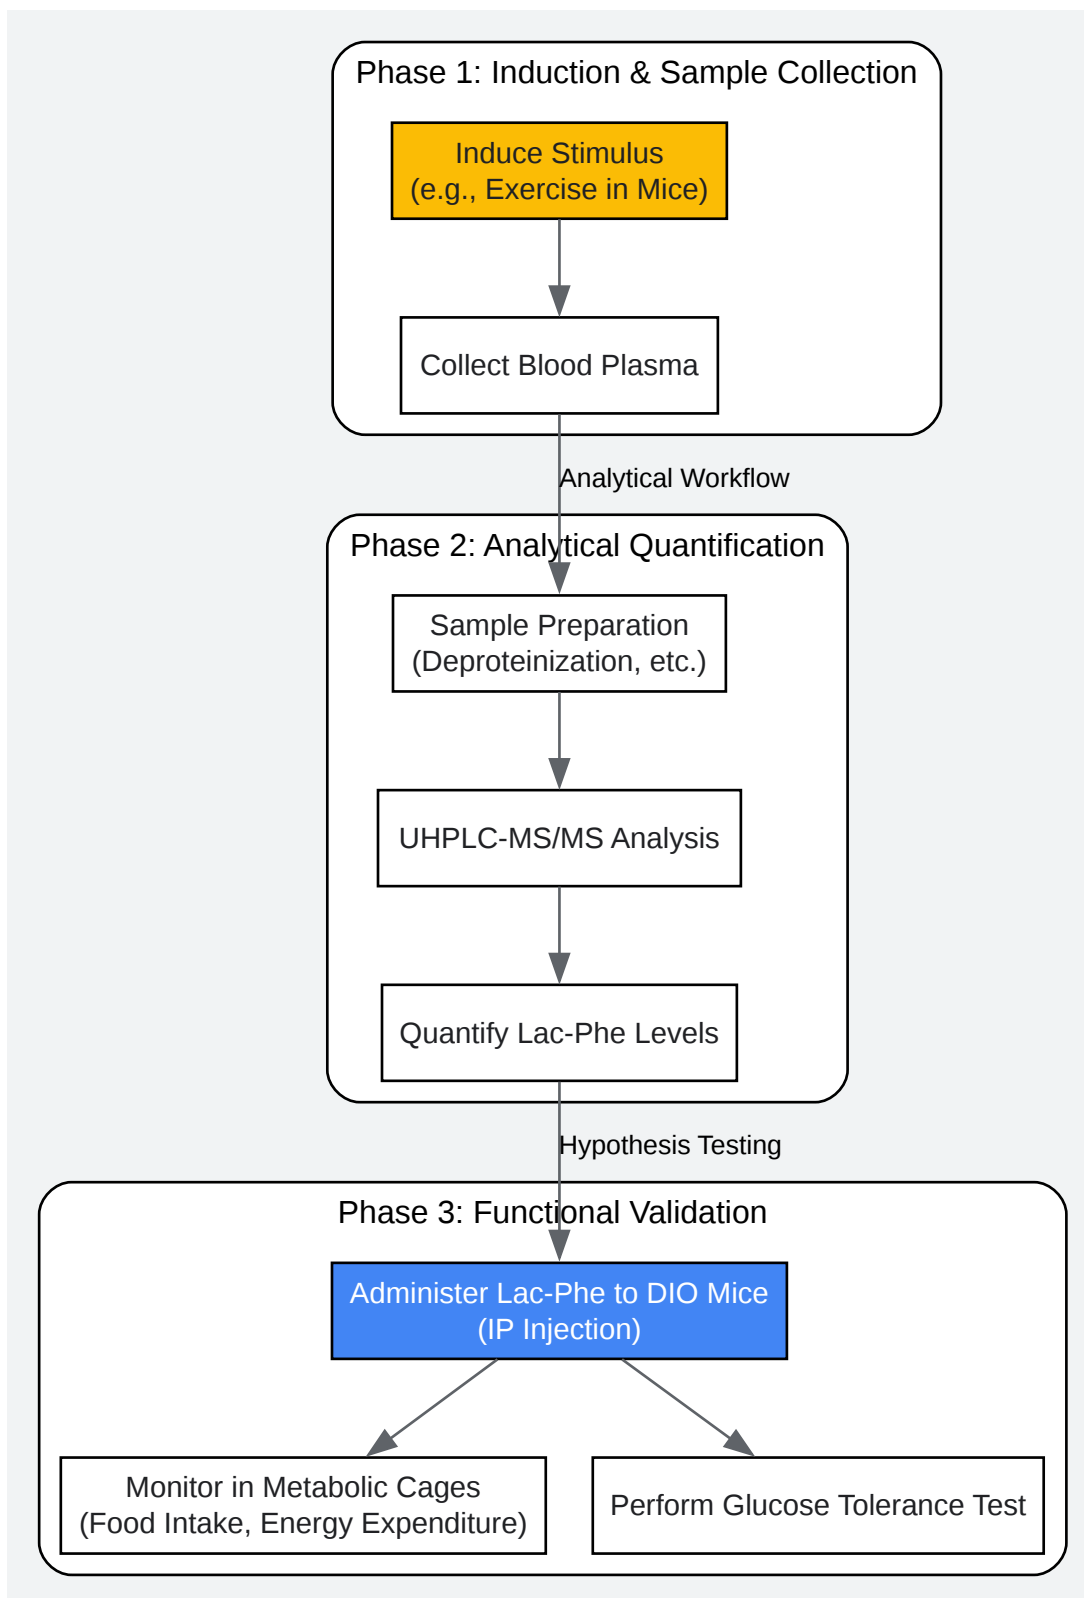 Phase 1: Induction & Sample Collection
Induce Stimulus
(e.g., Exercise in Mice)
Collect Blood Plasma
Analytical Workflow
Phase 2: Analytical Quantification
Sample Preparation
(Deproteinization, etc.)
UHPLC-MS/MS Analysis
Quantify Lac-Phe Levels
Hypothesis Testing
Phase 3: Functional Validation
Administer Lac-Phe to DIO Mice
(IP Injection)
Monitor in Metabolic Cages
(Food Intake, Energy Expenditure)
Perform Glucose Tolerance Test